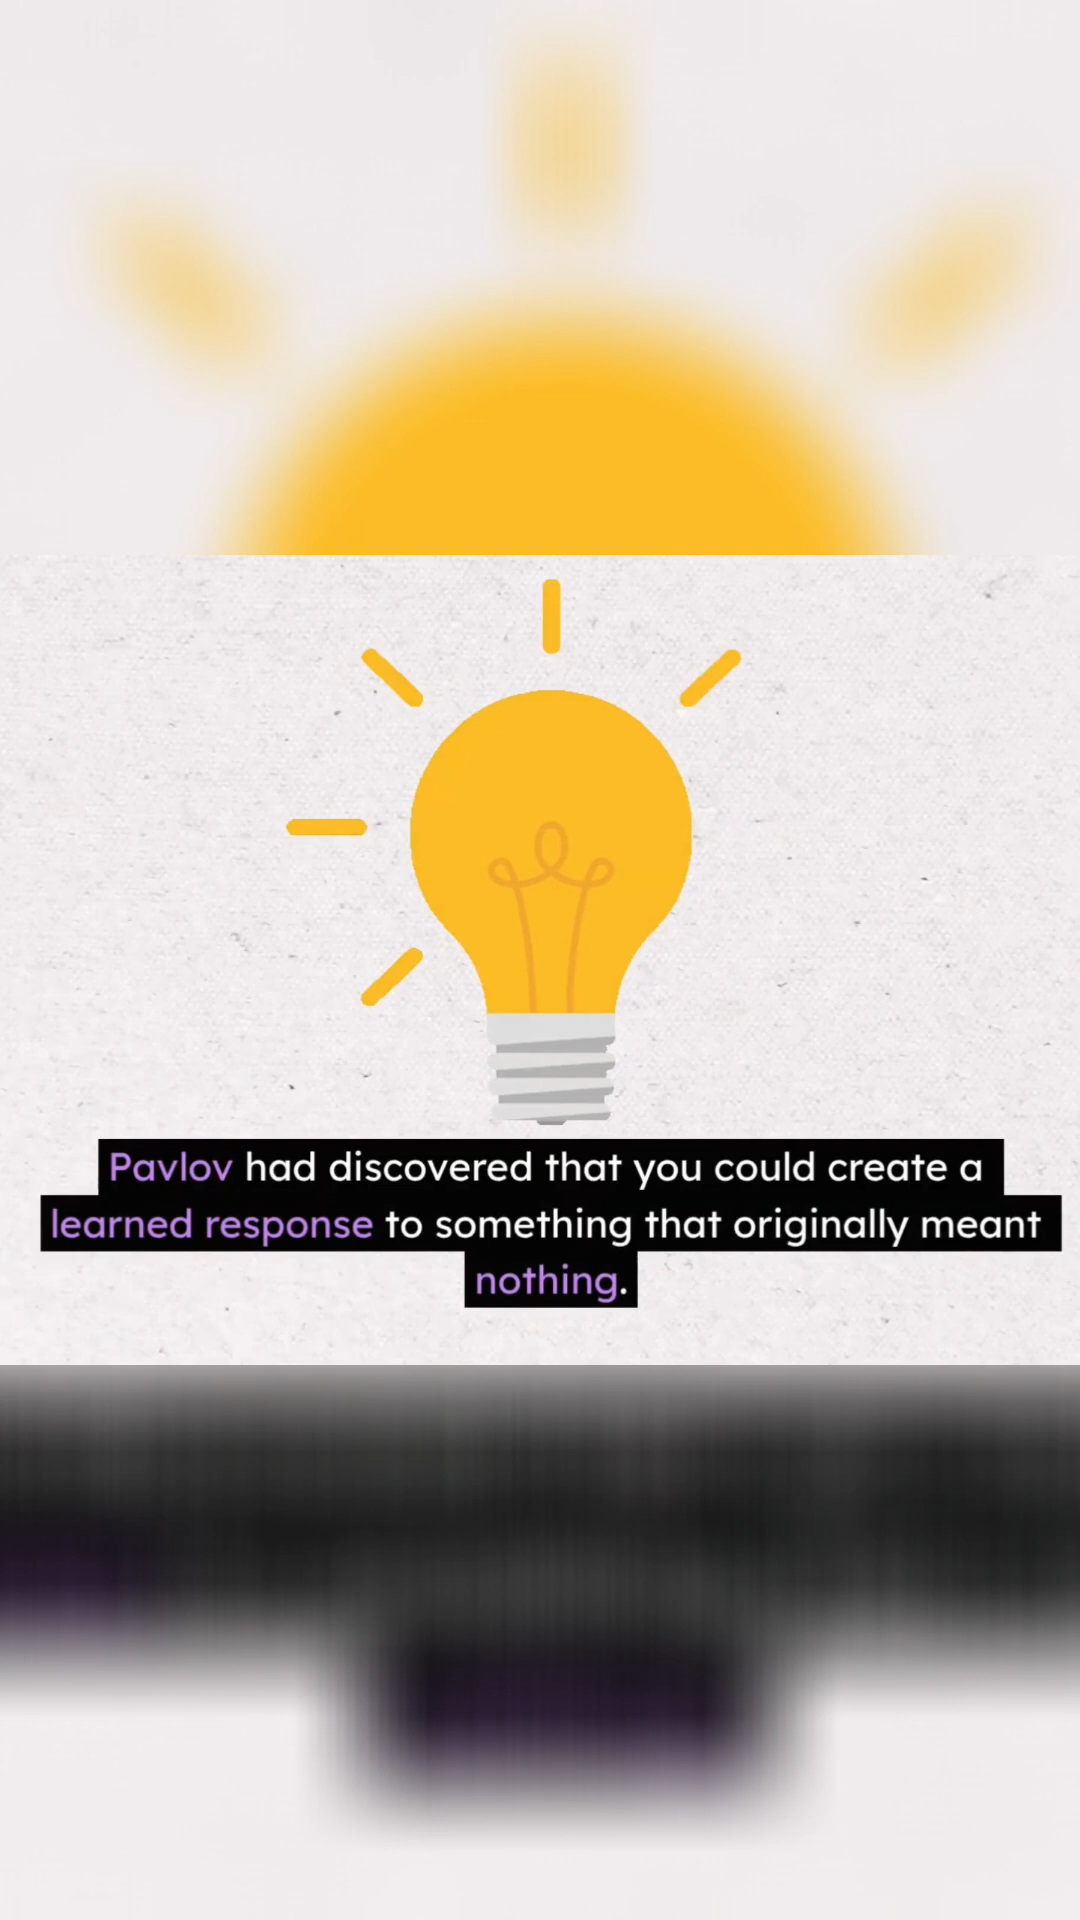 Pavlov had discovered that you could create a
learned response to something that originally meant
nothing.